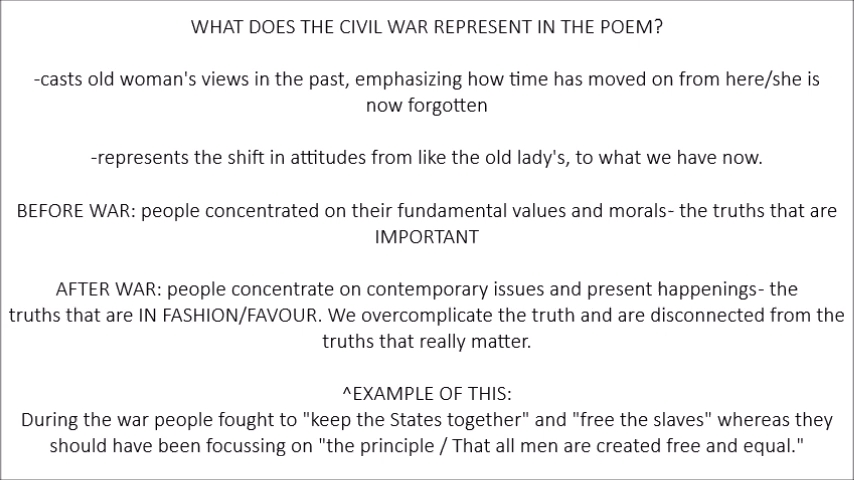 WHAT DOES THE CIVIL WAR REPRESENT IN THE POEM?
-casts old woman's views in the past, emphasizing how time has moved on from here/she is
now forgotten
-represents the shift in attitudes from like the old lady's, to what we have now.
BEFORE WAR: people concentrated on their fundamental values and morals- the truths that are
IMPORTANT
AFTER WAR: people concentrate on contemporary issues and present happenings- the
truths that are IN FASHION/FAVOUR. We overcomplicate the truth and are disconnected from the
truths that really matter.
^EXAMPLE OF THIS:
During the war people fought to "keep the States together" and "free the slaves" whereas they
should have been focussing on "the principle / That all men are created free and equal."